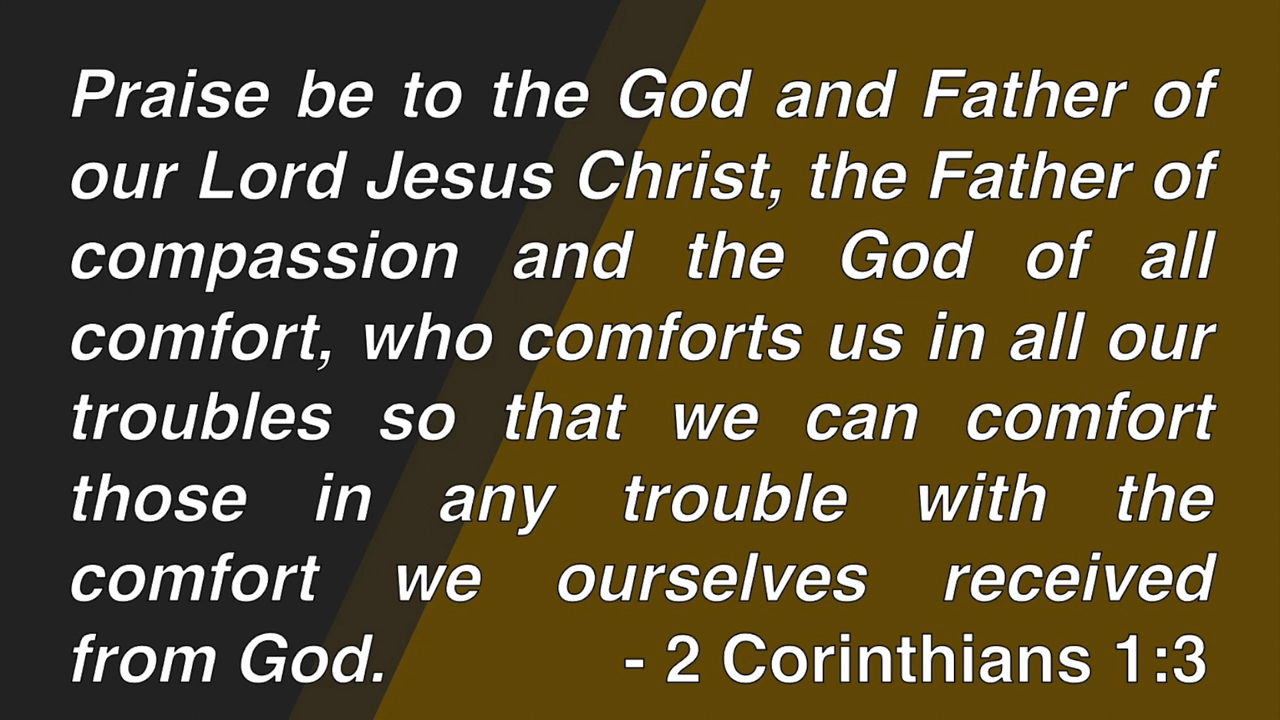 Praise be to the God and Father of
our Lord Jesus Christ, the Father of
compassion and the God of all
comfort, who comforts us in all our
troubles so that we can comfort
those in any trouble with the
comfort we ourselves received
from God. - 2 Corinthians 1:3